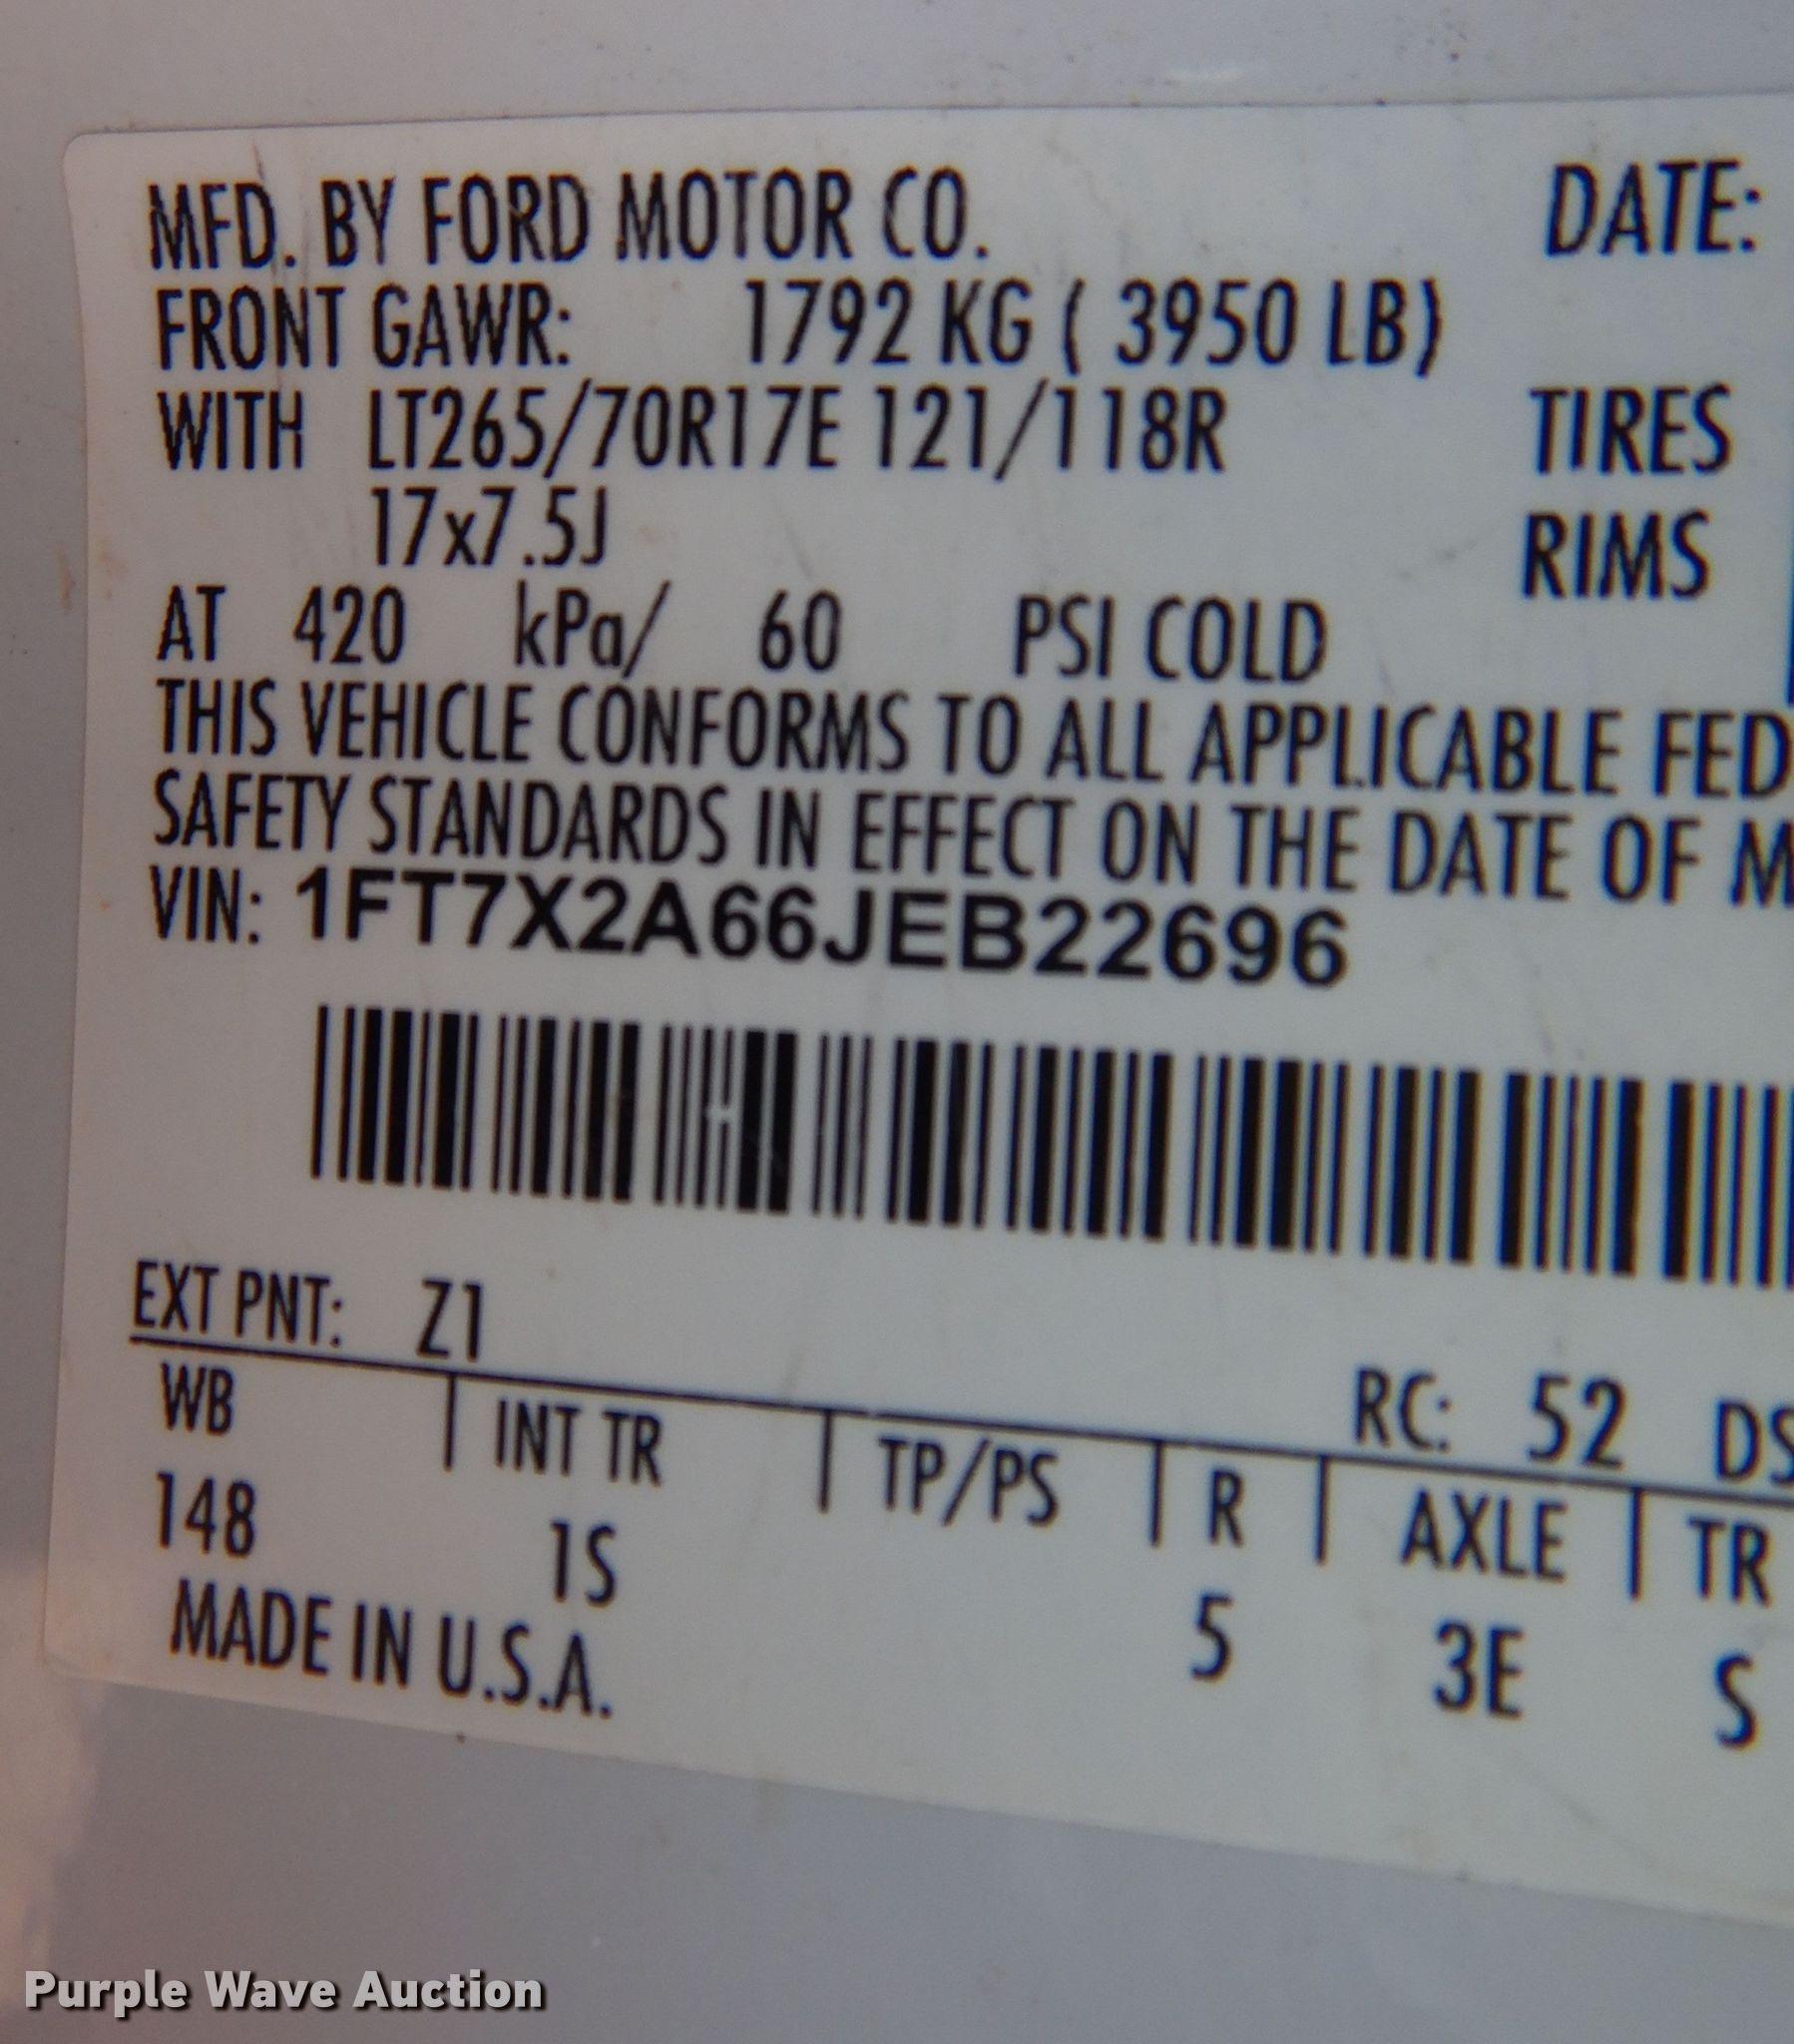 MFD. BY FORD MOTOR CO. DATE:
FRONT GAWR: 1792 KG ( 3950 LB)
WITH LT265/70R17E 121/118R TIRES
17x7.5J RIMS
AT 420 kPa/ 60 PSI COLD
THIS VEHICLE CONFORMS TO ALL APPLICABLE FED
SAFETY STANDARDS IN EFFECT ON THE DATE OF M
VIN: 1FT7X2A66JEB22696
EXT PNT: Z1 RC: 52 DS
WB | INT TR | TP/PS | R | AXLE | TR
148 1S 5 3E S
MADE IN U.S.A.
Purple Wave Auction